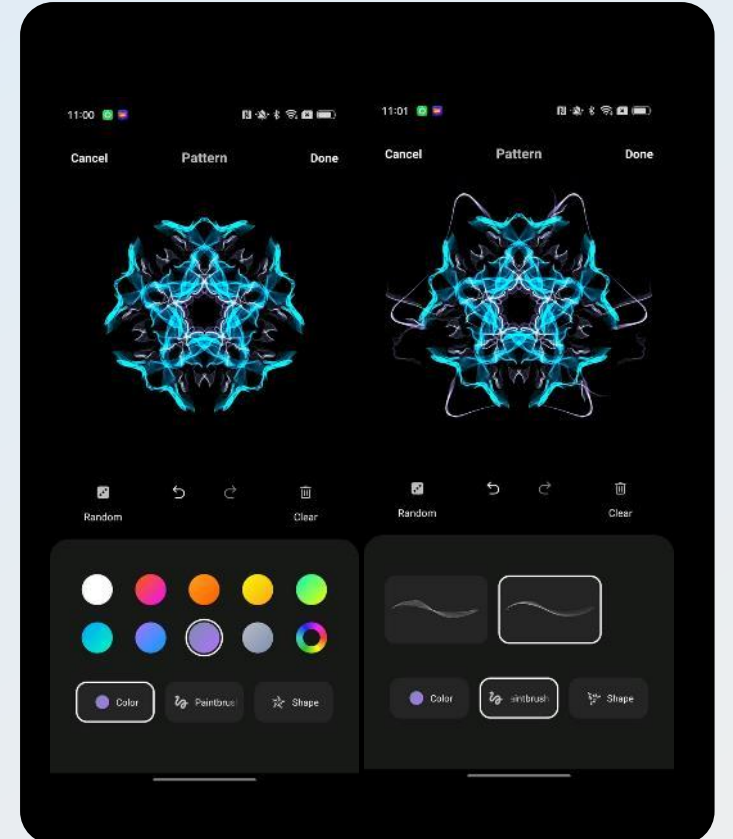 11:00
Cancel Pattern Done
Random Clear
Color Paintbrus Shape
11:01
Cancel Pattern Done
Random Clear
Color aintbrush Shape